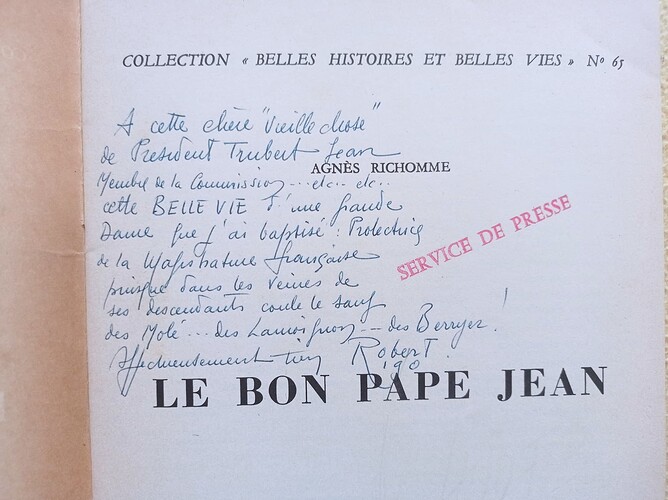 COLLECTION « BELLES HISTOIRES ET BELLES VIES » Nº 65
A cette chère "Vieille chose"
de President Trubert Jean
AGNÈS RICHOMME
Membre de la Commission ... etc.. etc..
cette BELLE VIE d'une grande
Dame que j'ai baptisé : Protectrice
de la Magistrature française
SERVICE DE PRESSE
puisque dans les veines de
ses descendants coule le sang
des Molé ... des Lamoignon -- des Berryer !
Affectueusement tien Robert.
LE BON PAPE JEAN